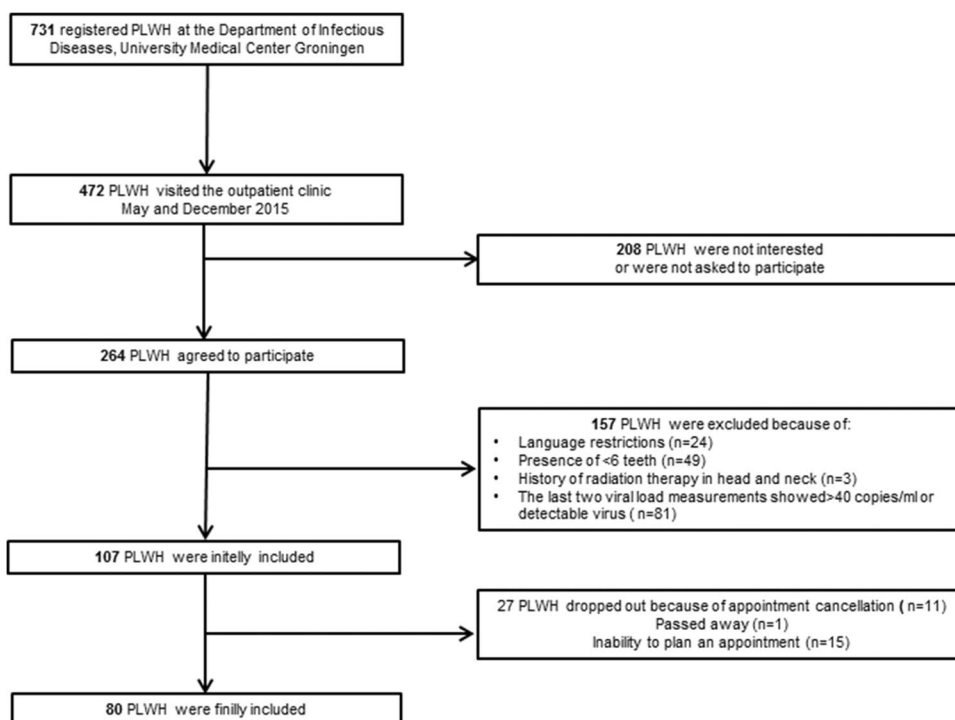 731 registered PLWH at the Department of Infectious
Diseases, University Medical Center Groningen
472 PLWH visited the outpatient clinic
May and December 2015
208 PLWH were not interested
or were not asked to participate
264 PLWH agreed to participate
157 PLWH were excluded because of:
• Language restrictions (n=24)
• Presence of <6 teeth (n=49)
• History of radiation therapy in head and neck (n=3)
• The last two viral load measurements showed>40 copies/ml or
detectable virus ( n=81)
107 PLWH were initelly included
27 PLWH dropped out because of appointment cancellation ( n=11)
Passed away (n=1)
Inability to plan an appointment (n=15)
80 PLWH were finilly included